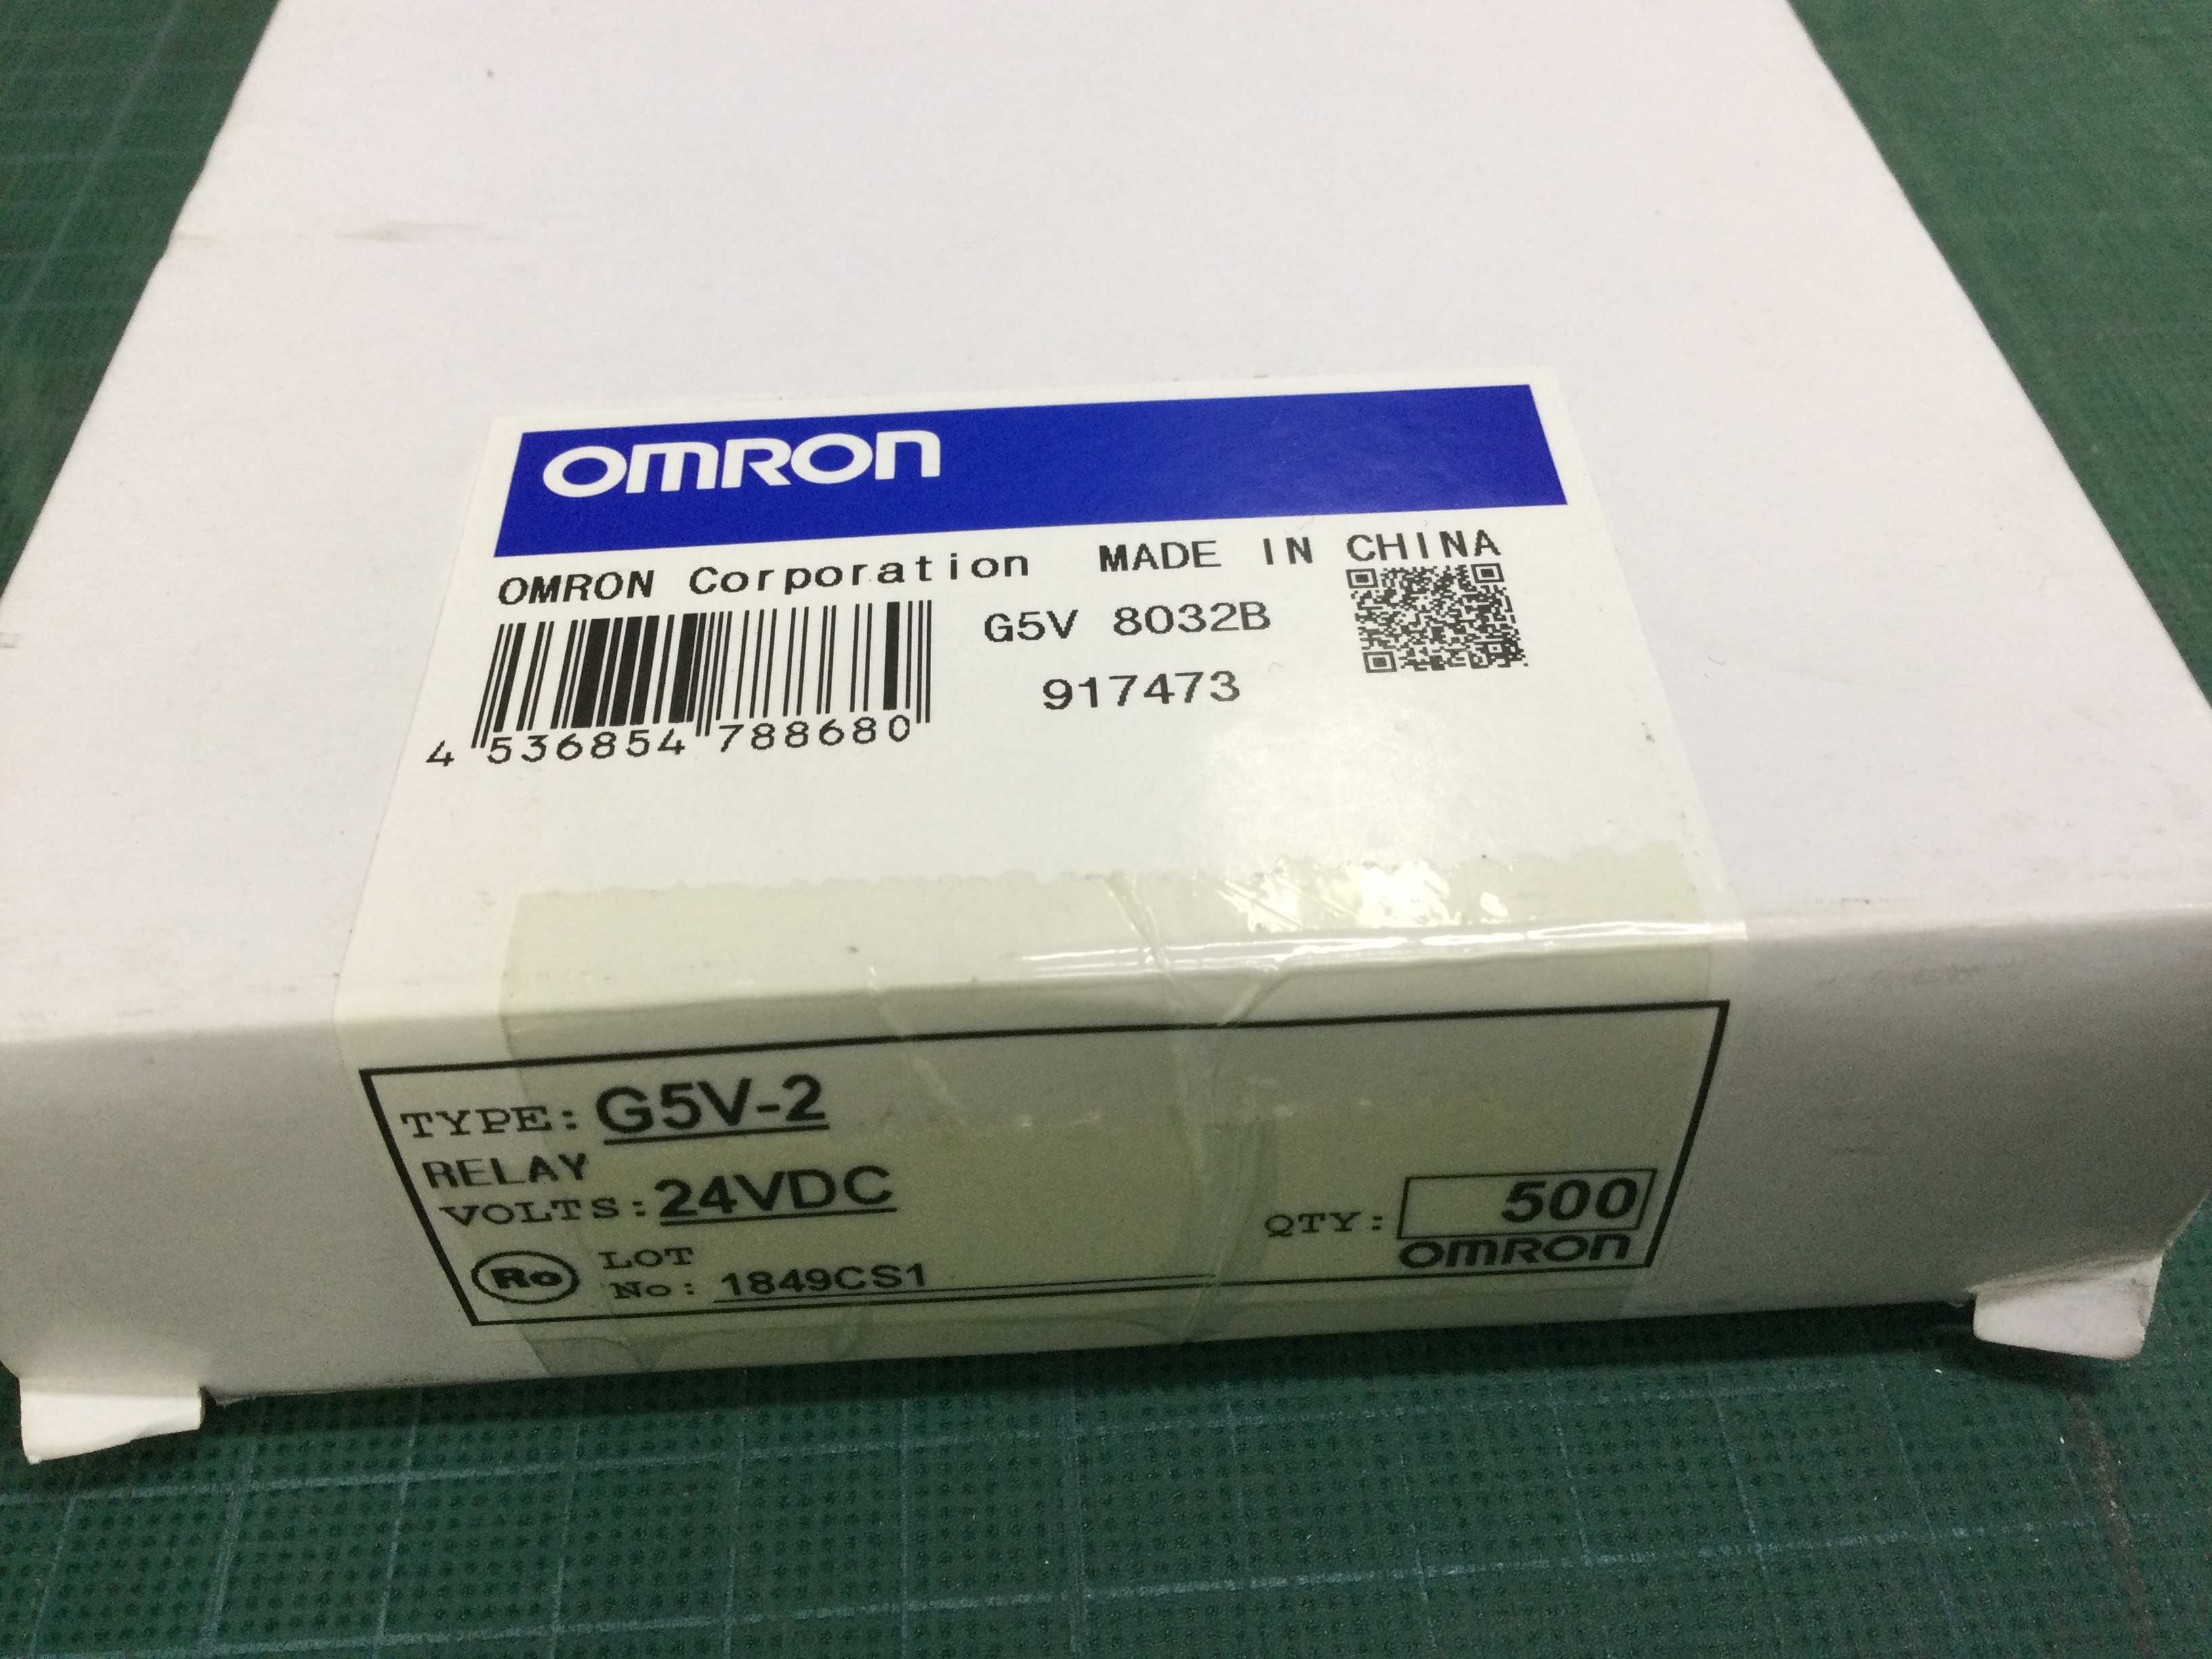 OMRON
OMRON Corporation MADE IN CHINA
G5V 8032B
917473
4 536854 788680
TYPE: G5V-2
RELAY
VOLTS: 24VDC
QTY: 500
OMRON
Ro LOT
No: 1849CS1